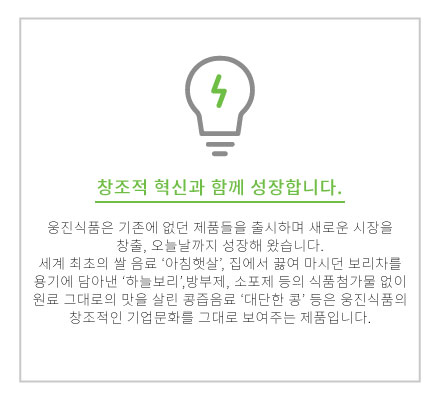 창조적 혁신과 함께 성장합니다.
웅진식품은 기존에 없던 제품들을 출시하며 새로운 시장을
창출, 오늘날까지 성장해 왔습니다.
세계 최초의 쌀 음료 ‘아침햇살’, 집에서 끓여 마시던 보리차를
용기에 담아낸 ‘하늘보리’,방부제, 소포제 등의 식품첨가물 없이
원료 그대로의 맛을 살린 콩즙음료 ‘대단한 콩’ 등은 웅진식품의
창조적인 기업문화를 그대로 보여주는 제품입니다.